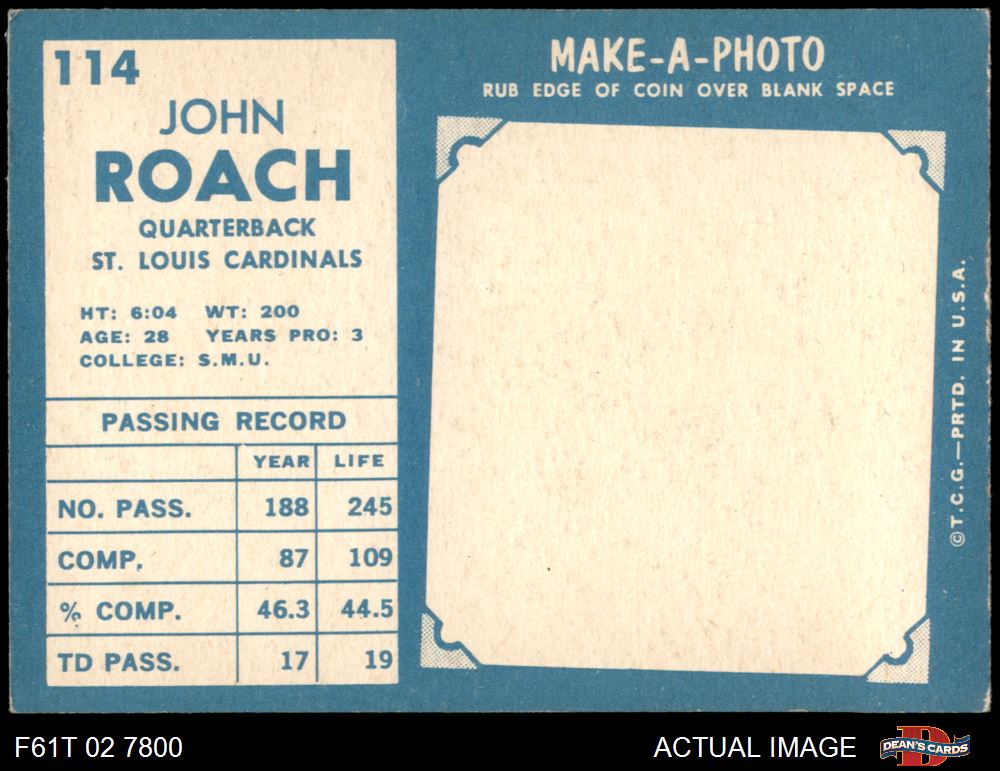 114
JOHN
ROACH
QUARTERBACK
ST. LOUIS CARDINALS
HT: 6:04 WT: 200
AGE: 28 YEARS PRO: 3
COLLEGE: S.M.U.
PASSING RECORD
YEAR LIFE
NO. PASS. 188 245
COMP. 87 109
% COMP. 46.3 44.5
TD PASS. 17 19
MAKE-A-PHOTO
RUB EDGE OF COIN OVER BLANK SPACE
©T.C.G.—PRTD. IN U.S.A.
F61T 02 7800
ACTUAL IMAGE
D
DEAN'S CARDS